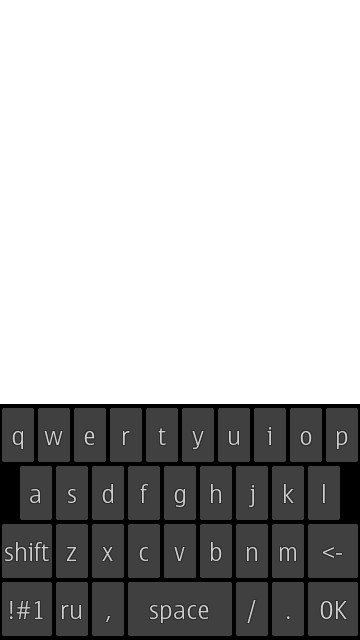 q w e r t y u i o p
a s d f g h j k l
shift z x c v b n m <-
!#1 ru , space / . OK